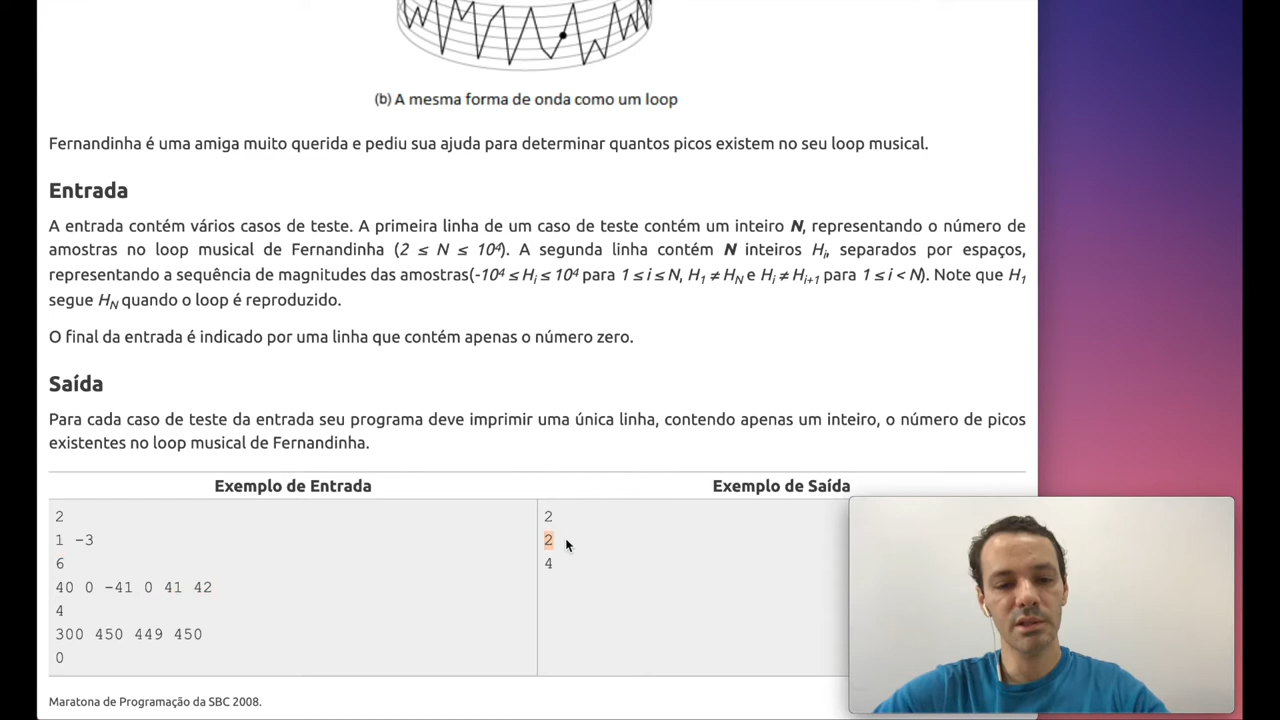 (b) A mesma forma de onda como um loop
Fernandinha é uma amiga muito querida e pediu sua ajuda para determinar quantos picos existem no seu loop musical.
Entrada
A entrada contém vários casos de teste. A primeira linha de um caso de teste contém um inteiro N, representando o número de
amostras no loop musical de Fernandinha (2 ≤ N ≤ 10⁴). A segunda linha contém N inteiros Hᵢ, separados por espaços,
representando a sequência de magnitudes das amostras(-10⁴ ≤ Hᵢ ≤ 10⁴ para 1 ≤ i ≤ N, H₁ ≠ H_N e Hᵢ ≠ Hᵢ₊₁ para 1 ≤ i < N). Note que H₁
segue H_N quando o loop é reproduzido.
O final da entrada é indicado por uma linha que contém apenas o número zero.
Saída
Para cada caso de teste da entrada seu programa deve imprimir uma única linha, contendo apenas um inteiro, o número de picos
existentes no loop musical de Fernandinha.
Exemplo de Entrada
Exemplo de Saída
2
1 -3
6
40 0 -41 0 41 42
4
300 450 449 450
0
2
2
4
Maratona de Programação da SBC 2008.